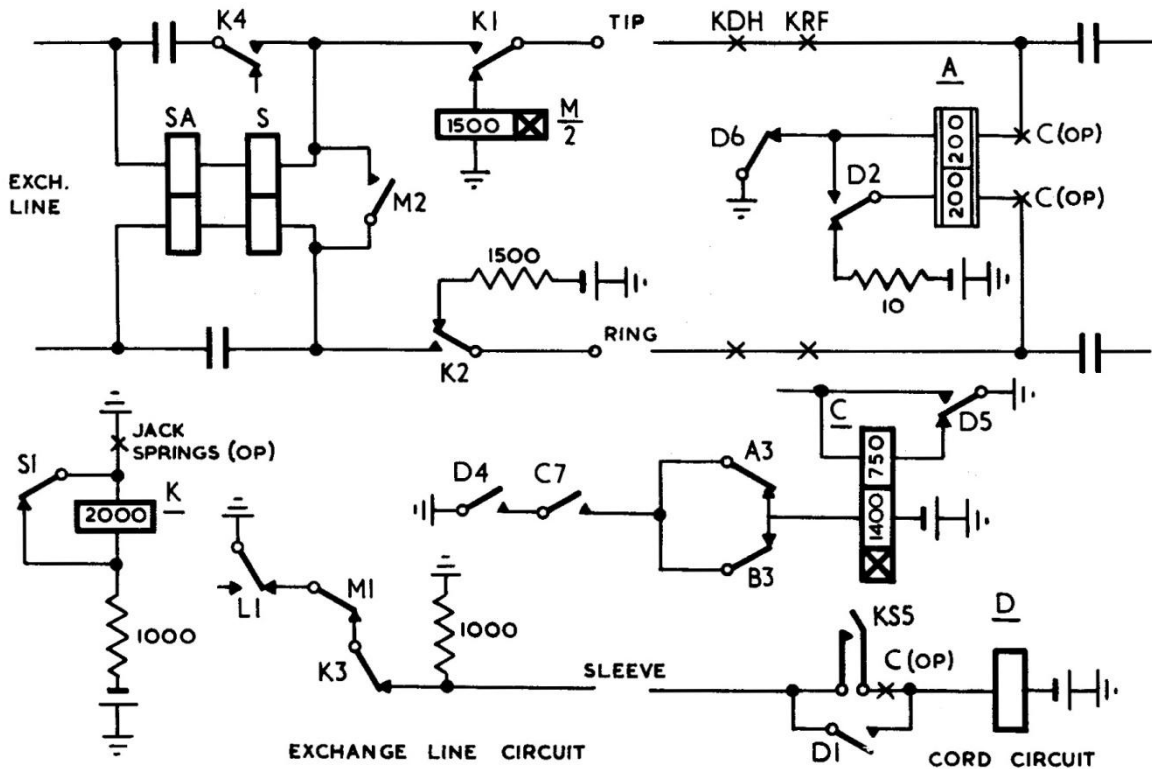 K4
K1
TIP
KDH
KRF
A
SA
S
1500
M
2
D6
200
200
C (OP)
EXCH.
LINE
M2
D2
C (OP)
1500
10
RING
K2
JACK
SPRINGS (OP)
C
D5
S1
K
A3
750
D4
C7
2000
1400
B3
M1
L1
1000
1000
KS5
D
K3
C (OP)
SLEEVE
D1
EXCHANGE LINE CIRCUIT
CORD CIRCUIT